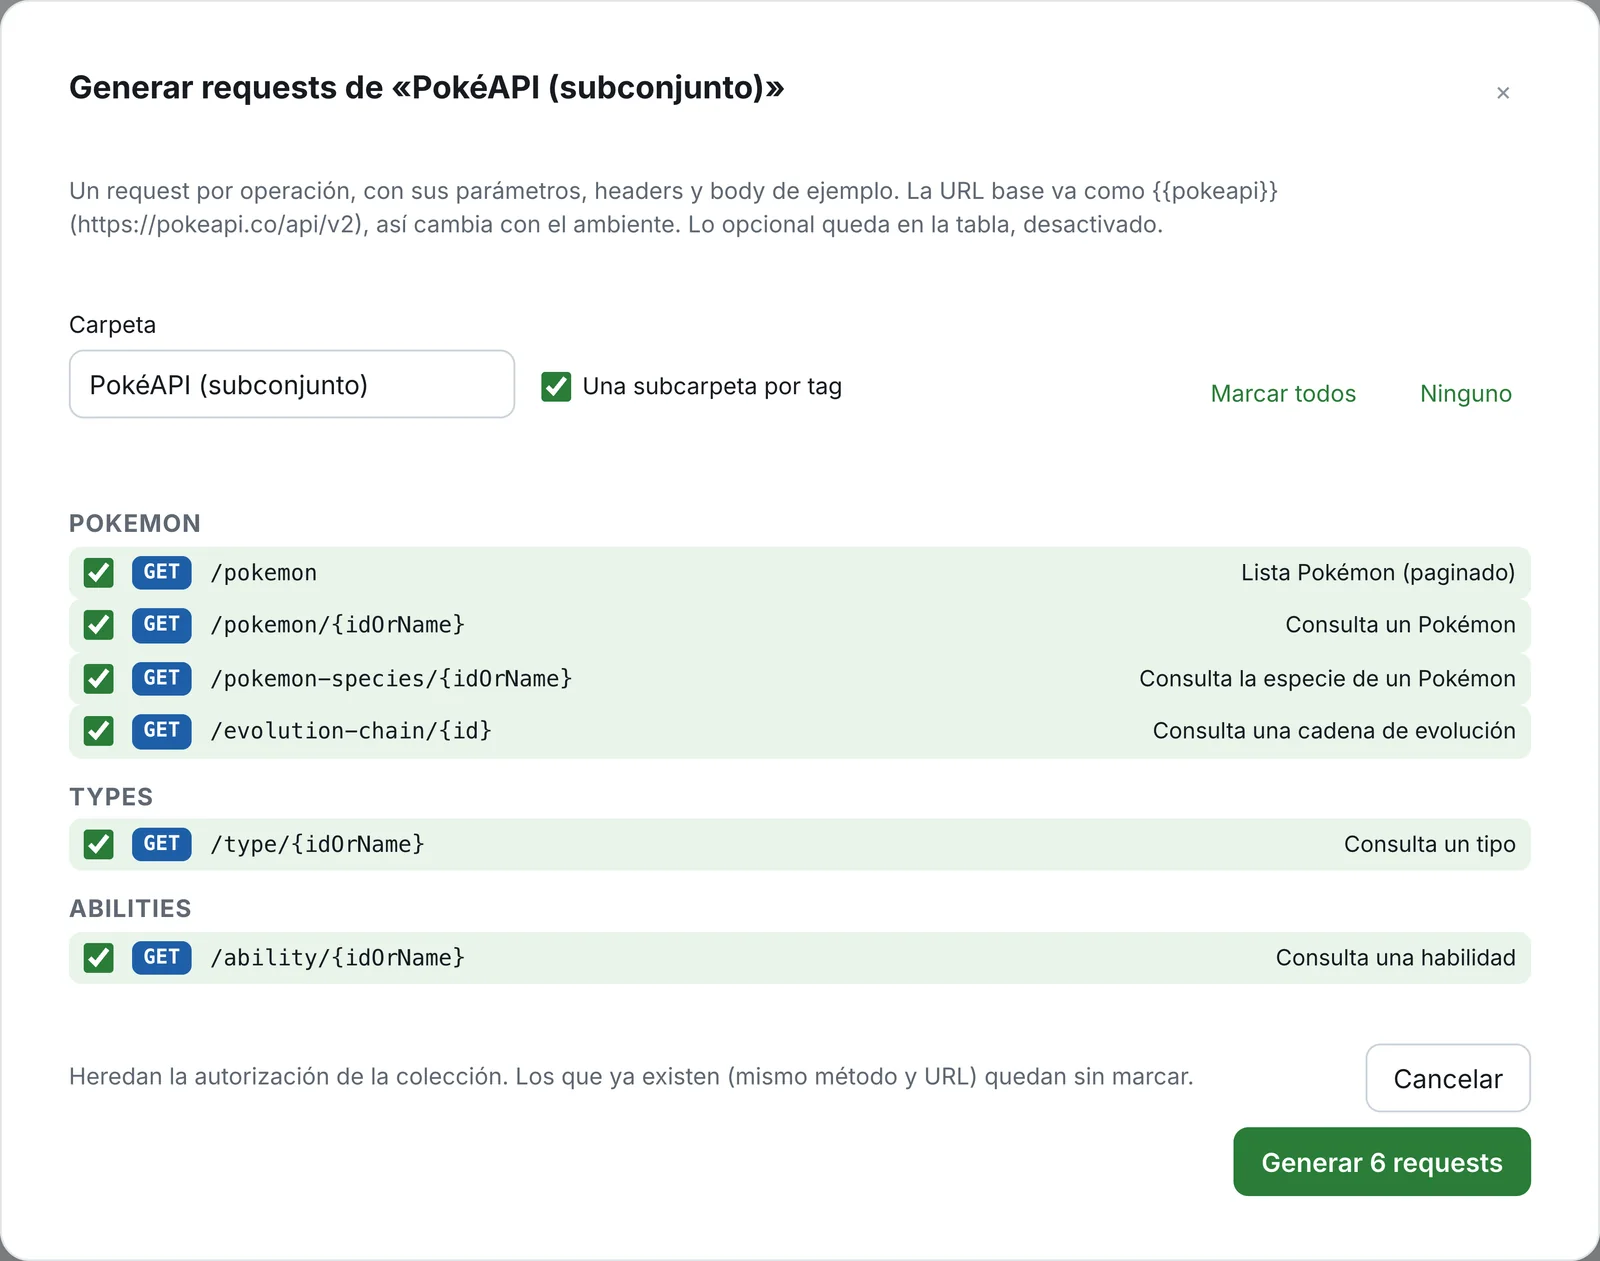 Generar requests de «PokéAPI (subconjunto)»
×
Un request por operación, con sus parámetros, headers y body de ejemplo. La URL base va como {{pokeapi}}
(https://pokeapi.co/api/v2), así cambia con el ambiente. Lo opcional queda en la tabla, desactivado.
Carpeta
PokéAPI (subconjunto)
Una subcarpeta por tag
Marcar todos
Ninguno
POKEMON
GET /pokemon Lista Pokémon (paginado)
GET /pokemon/{idOrName} Consulta un Pokémon
GET /pokemon-species/{idOrName} Consulta la especie de un Pokémon
GET /evolution-chain/{id} Consulta una cadena de evolución
TYPES
GET /type/{idOrName} Consulta un tipo
ABILITIES
GET /ability/{idOrName} Consulta una habilidad
Heredan la autorización de la colección. Los que ya existen (mismo método y URL) quedan sin marcar.
Cancelar
Generar 6 requests